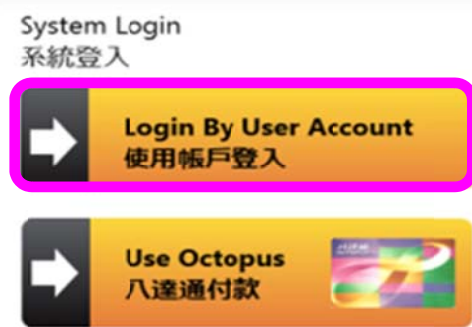 System Login
系統登入
Login By User Account
使用帳戶登入
Use Octopus
八達通付款